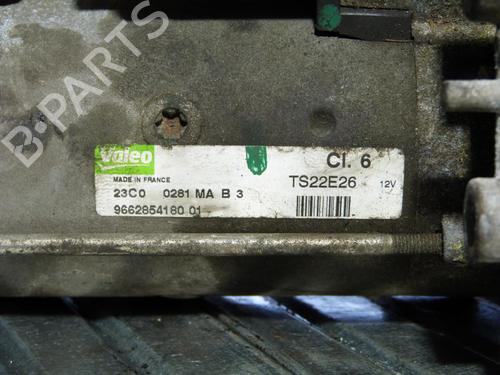 B-PARTS
Valeo
Cl. 6
MADE IN FRANCE
TS22E26 12V
23C0 0281 MA B 3
9662854180 01